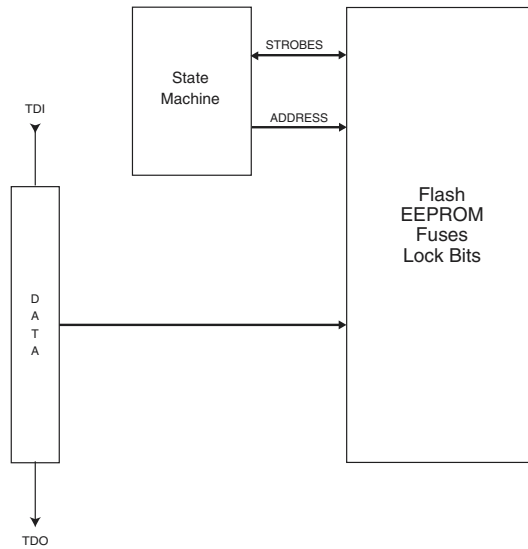 STROBES
State
Machine
ADDRESS
TDI
Flash
EEPROM
Fuses
Lock Bits
D
A
T
A
TDO